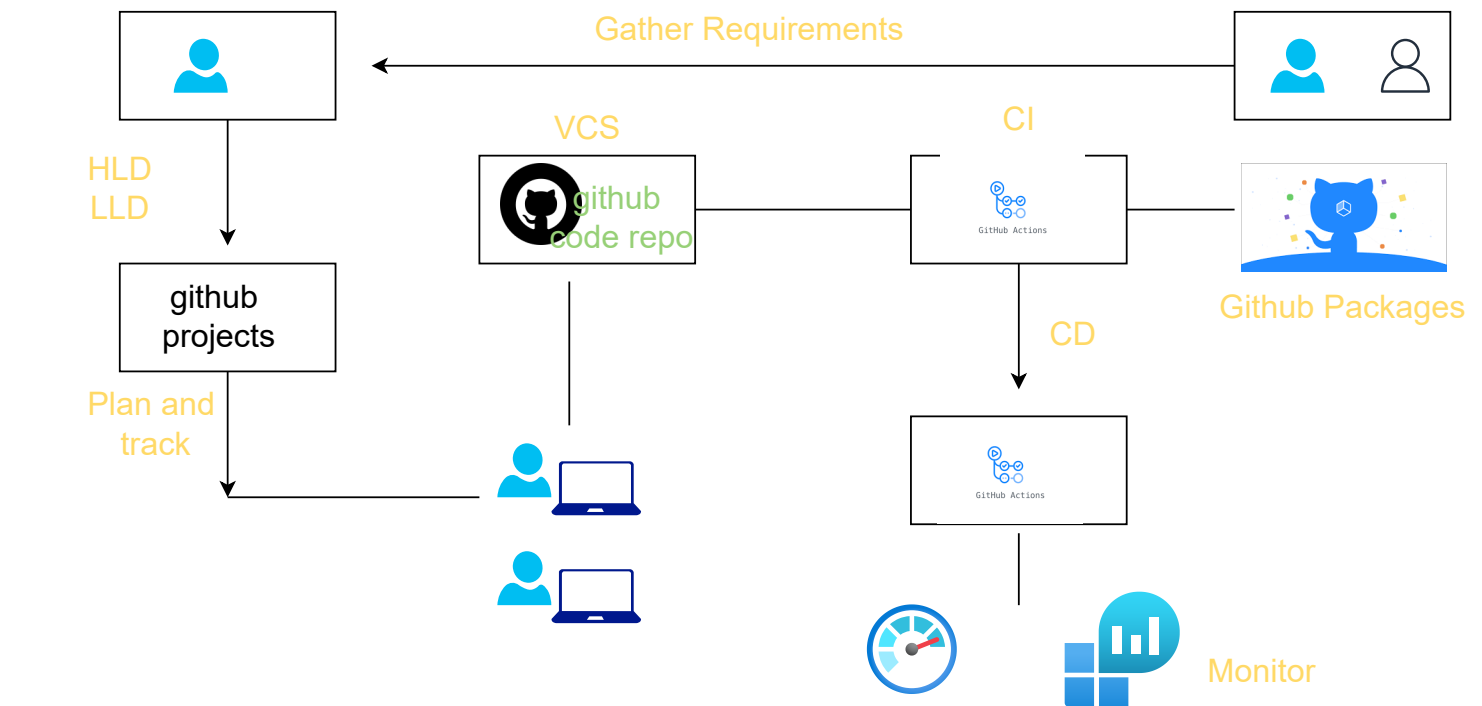 Gather Requirements
VCS
CI
HLD
LLD
github
code repo
GitHub Actions
github
projects
Github Packages
CD
Plan and
track
GitHub Actions
Monitor